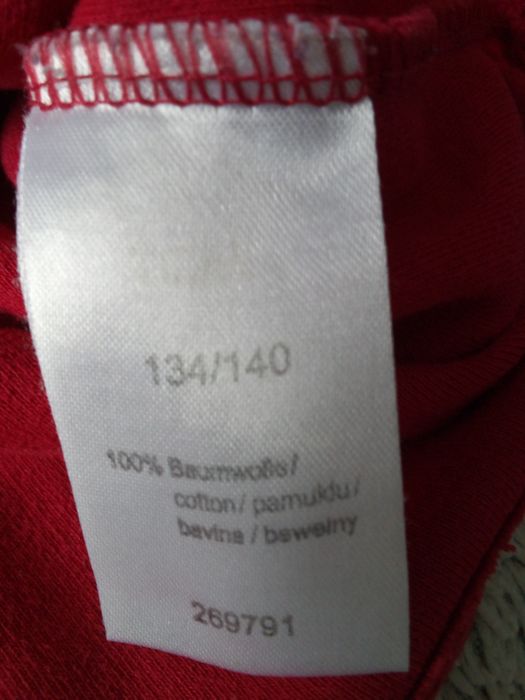 134/140
100% Baumwolle/
cotton/ pamuklu/
bavlna / bawełny
269791